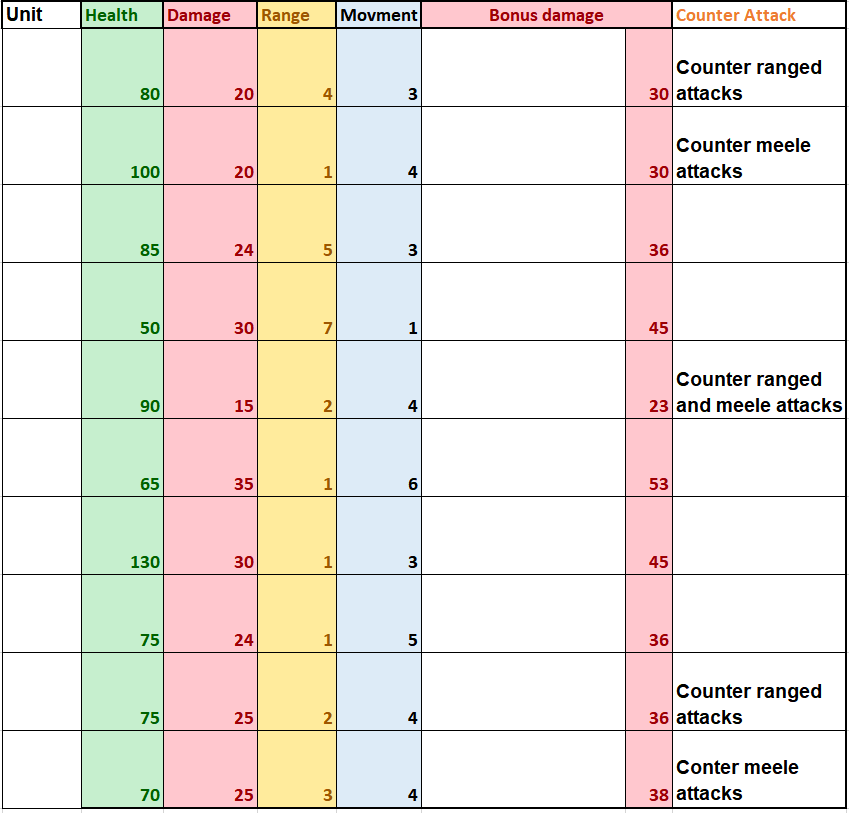 Unit Health Damage Range Movment Bonus damage Counter Attack
Counter ranged
80 20 4 3 30 attacks
Counter meele
100 20 1 4 30 attacks
85 24 5 3 36
50 30 7 1 45
Counter ranged
90 15 2 4 23 and meele attacks
65 35 1 6 53
130 30 1 3 45
75 24 1 5 36
Counter ranged
75 25 2 4 36 attacks
Conter meele
70 25 3 4 38 attacks